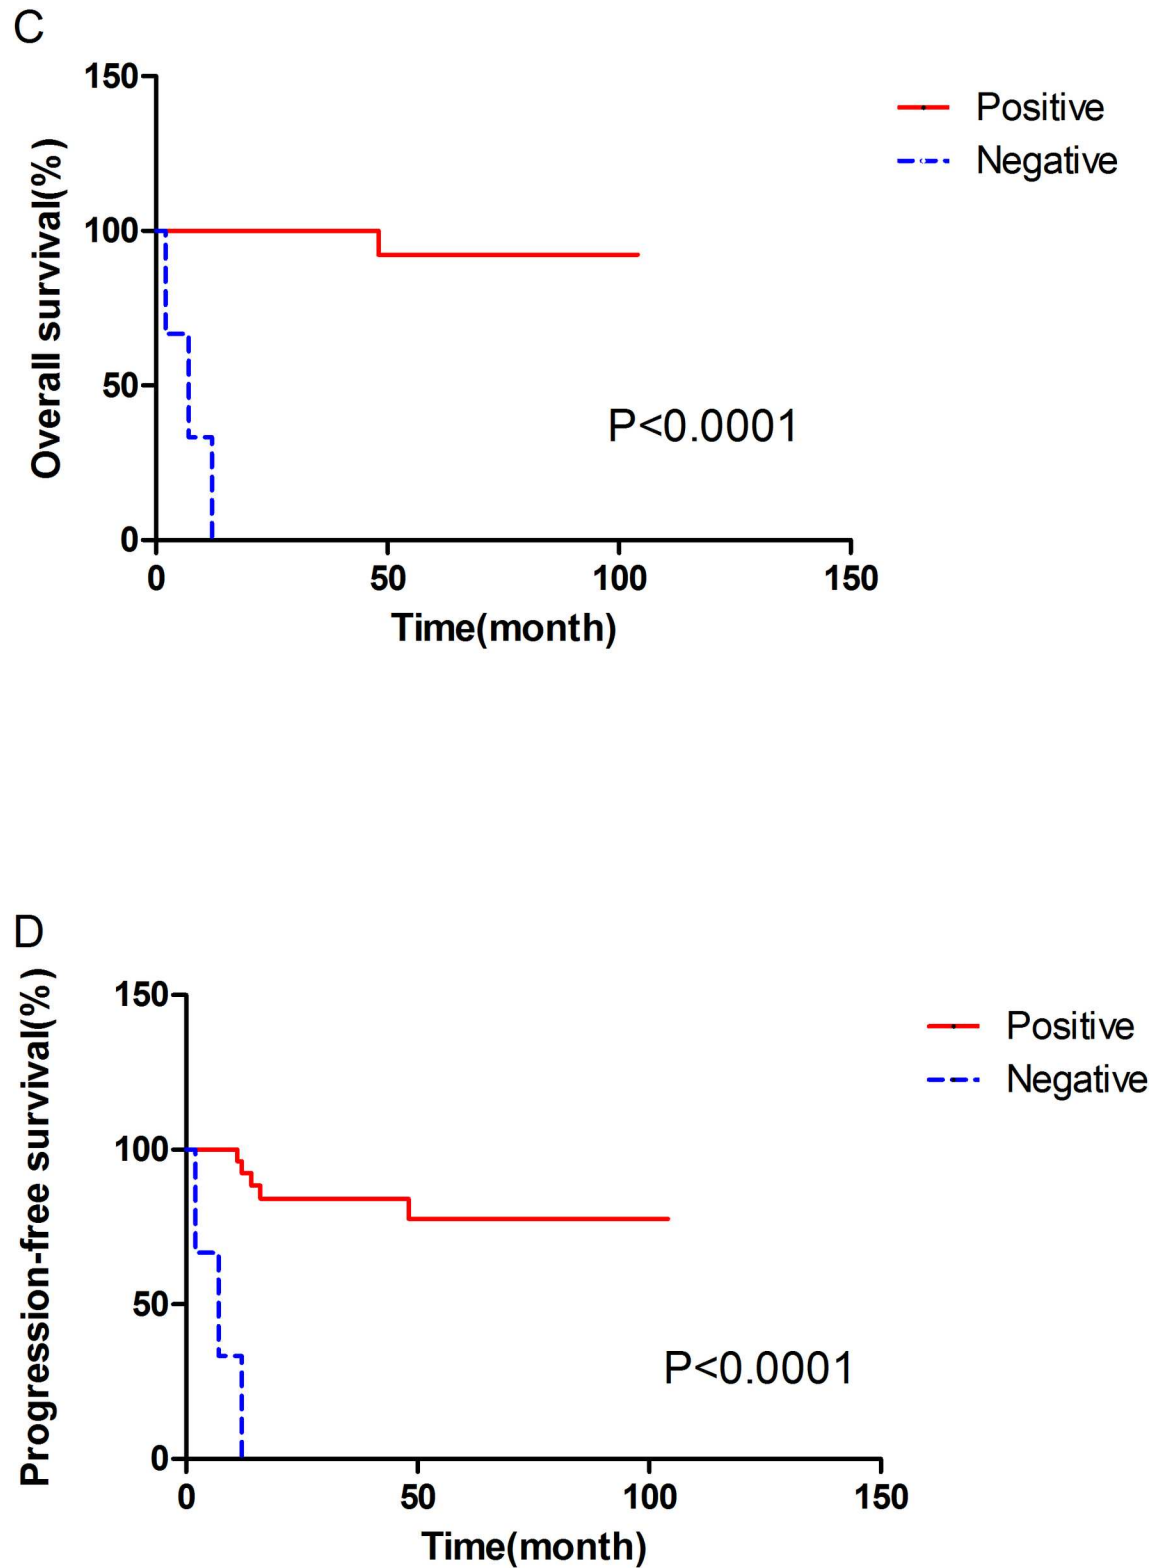 C
150
100
50
0
Overall survival(%)
Positive
Negative
P<0.0001
0 50 100 150
Time(month)
D
150
100
50
0
Progression-free survival(%)
Positive
Negative
P<0.0001
0 50 100 150
Time(month)